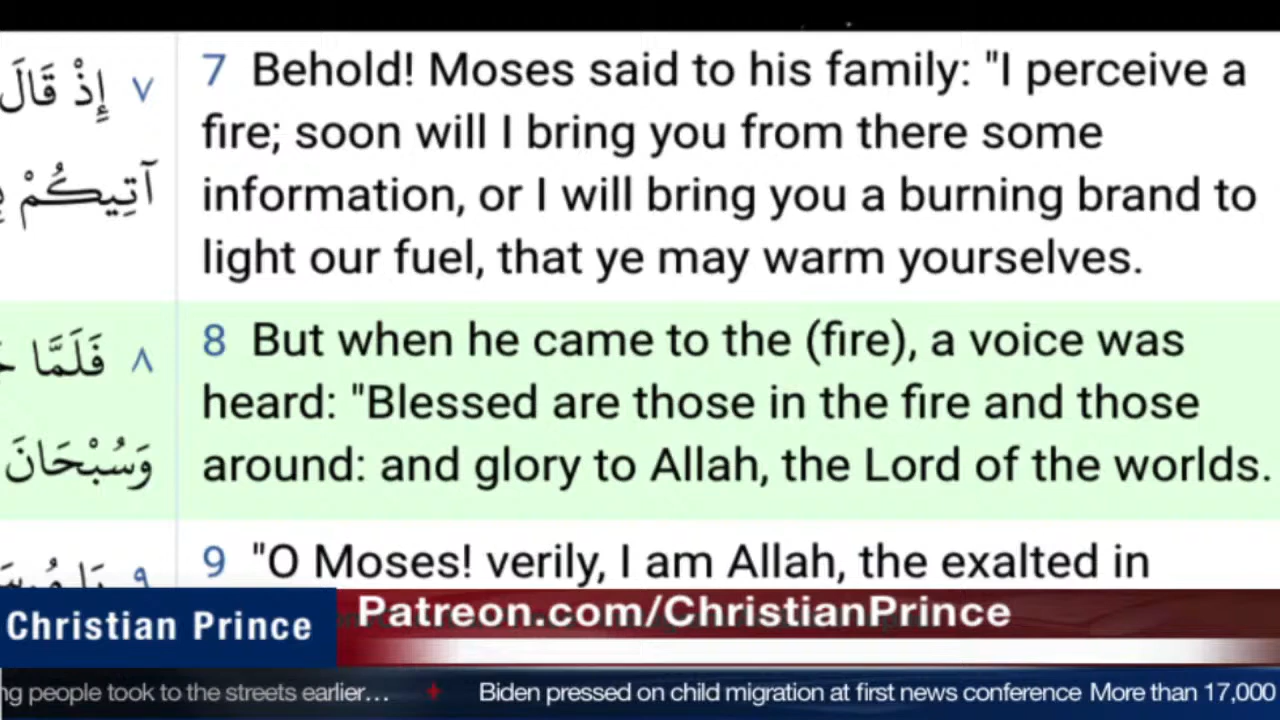 إِذْ قَالَ ٧
7 Behold! Moses said to his family: "I perceive a
fire; soon will I bring you from there some
آتِيكُمْ
information, or I will bring you a burning brand to
light our fuel, that ye may warm yourselves.
فَلَمَّا ٨
8 But when he came to the (fire), a voice was
heard: "Blessed are those in the fire and those
وَسُبْحَانَ
around: and glory to Allah, the Lord of the worlds.
٩
9 "O Moses! verily, I am Allah, the exalted in
Christian Prince
Patreon.com/ChristianPrince
ng people took to the streets earlier... + Biden pressed on child migration at first news conference More than 17,000